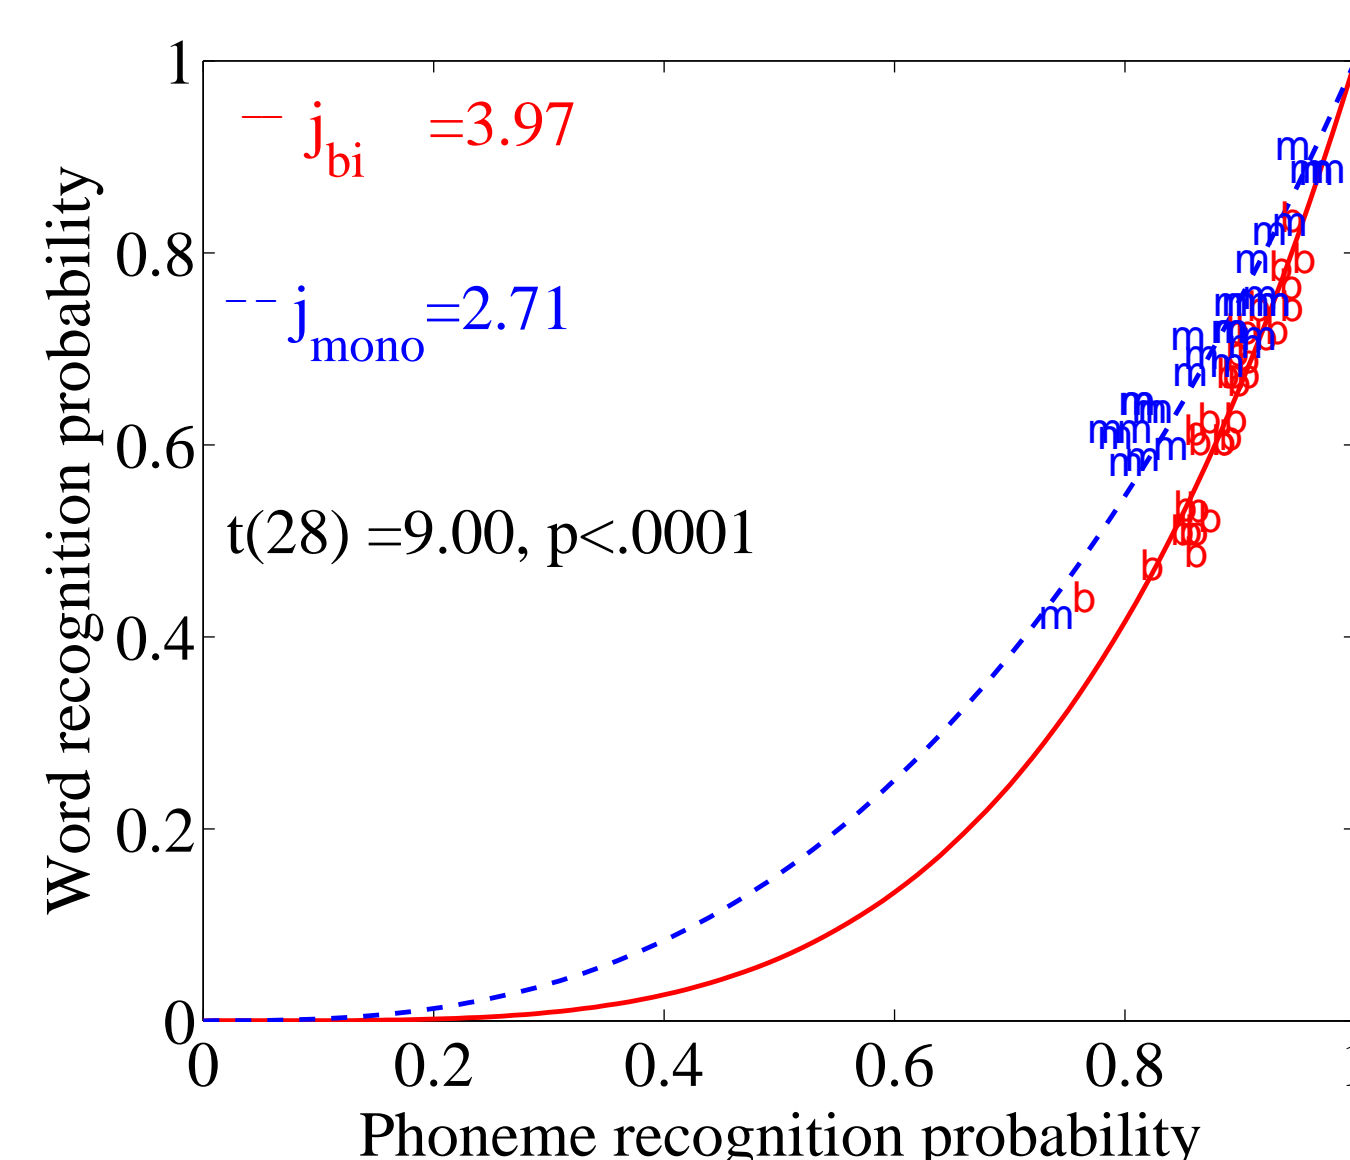 1
— j_bi =3.97
0.8
-- j_mono =2.71
0.6
t(28) =9.00, p<.0001
0.4
0.2
0
Word recognition probability
0 0.2 0.4 0.6 0.8
Phoneme recognition probability